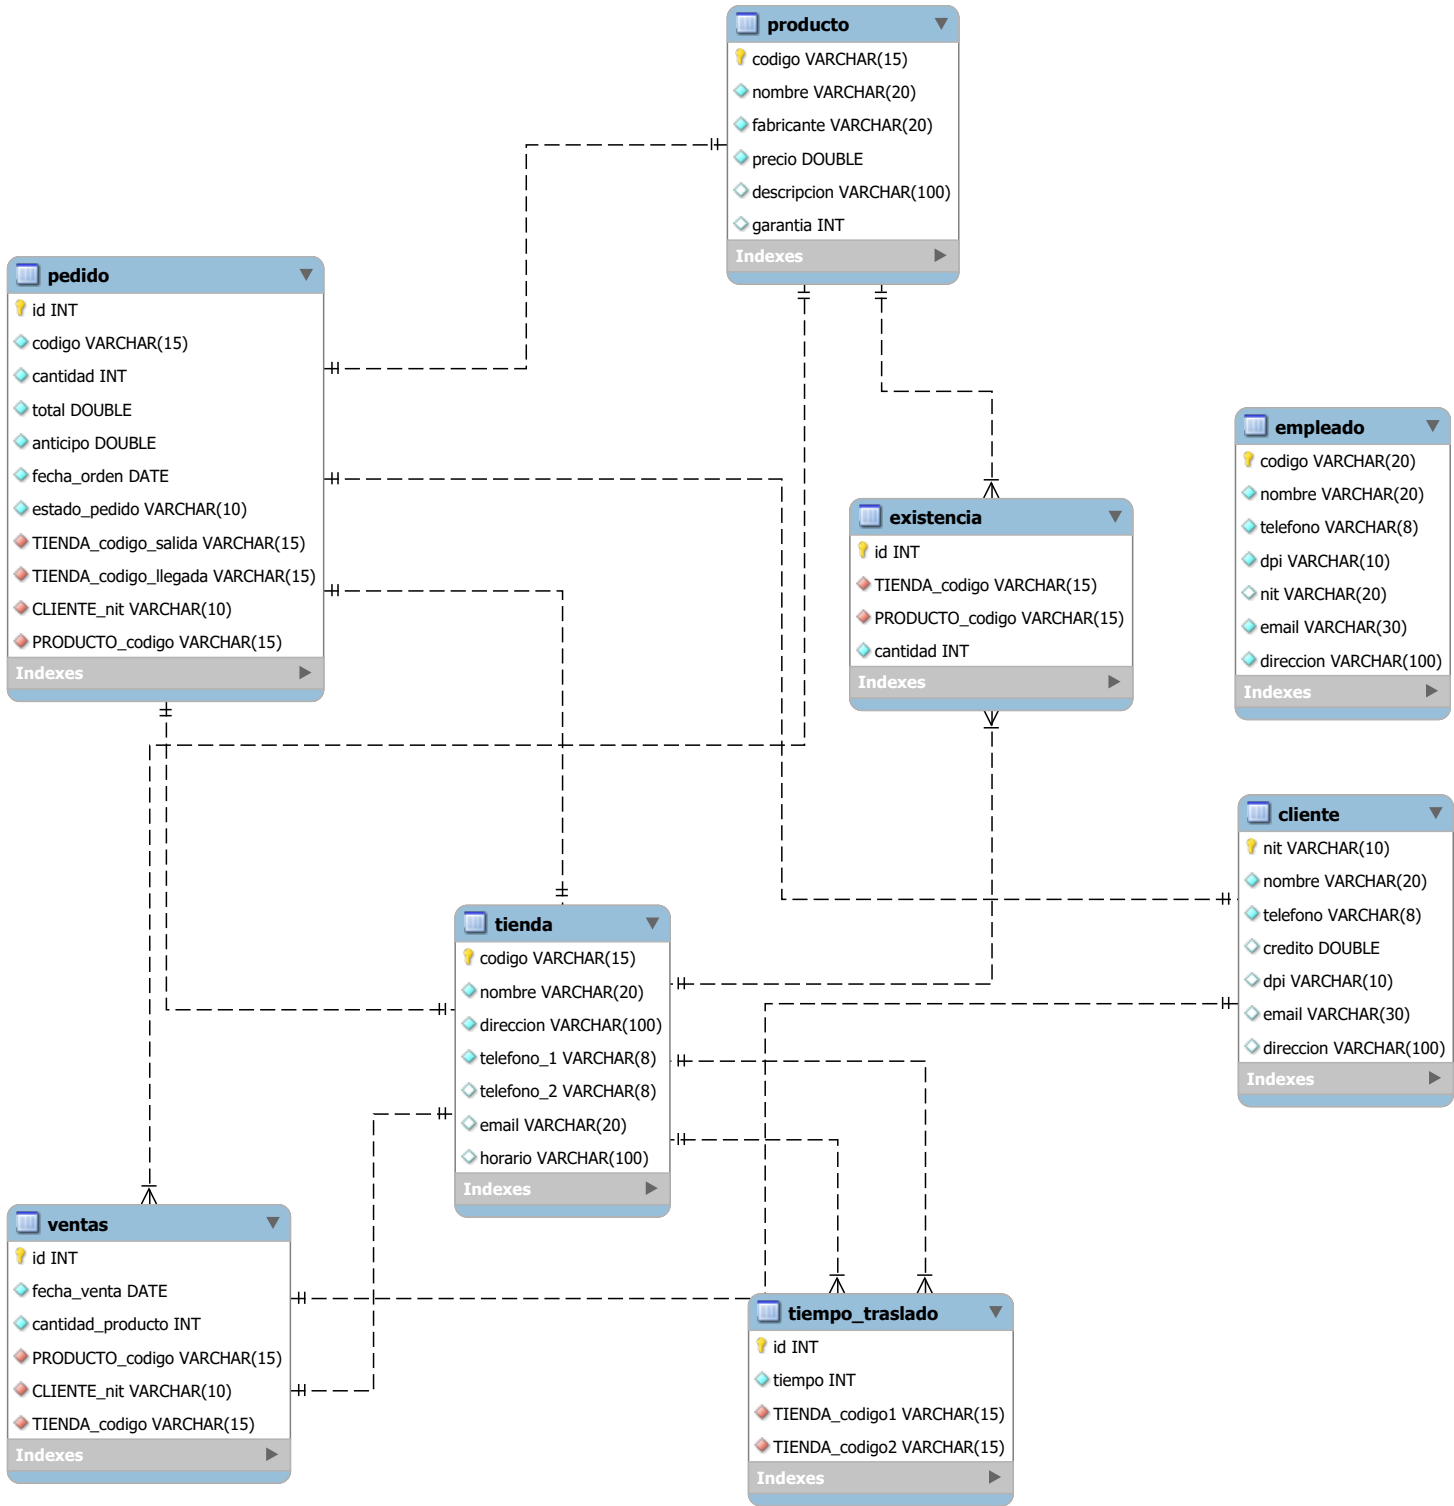 producto
codigo VARCHAR(15)
nombre VARCHAR(20)
fabricante VARCHAR(20)
precio DOUBLE
descripcion VARCHAR(100)
garantia INT
Indexes
pedido
id INT
codigo VARCHAR(15)
cantidad INT
total DOUBLE
anticipo DOUBLE
fecha_orden DATE
estado_pedido VARCHAR(10)
TIENDA_codigo_salida VARCHAR(15)
TIENDA_codigo_llegada VARCHAR(15)
CLIENTE_nit VARCHAR(10)
PRODUCTO_codigo VARCHAR(15)
Indexes
empleado
codigo VARCHAR(20)
nombre VARCHAR(20)
telefono VARCHAR(8)
dpi VARCHAR(10)
nit VARCHAR(20)
email VARCHAR(30)
direccion VARCHAR(100)
Indexes
existencia
id INT
TIENDA_codigo VARCHAR(15)
PRODUCTO_codigo VARCHAR(15)
cantidad INT
Indexes
cliente
nit VARCHAR(10)
nombre VARCHAR(20)
telefono VARCHAR(8)
credito DOUBLE
dpi VARCHAR(10)
email VARCHAR(30)
direccion VARCHAR(100)
Indexes
tienda
codigo VARCHAR(15)
nombre VARCHAR(20)
direccion VARCHAR(100)
telefono_1 VARCHAR(8)
telefono_2 VARCHAR(8)
email VARCHAR(20)
horario VARCHAR(100)
Indexes
ventas
id INT
fecha_venta DATE
cantidad_producto INT
PRODUCTO_codigo VARCHAR(15)
CLIENTE_nit VARCHAR(10)
TIENDA_codigo VARCHAR(15)
Indexes
tiempo_traslado
id INT
tiempo INT
TIENDA_codigo1 VARCHAR(15)
TIENDA_codigo2 VARCHAR(15)
Indexes